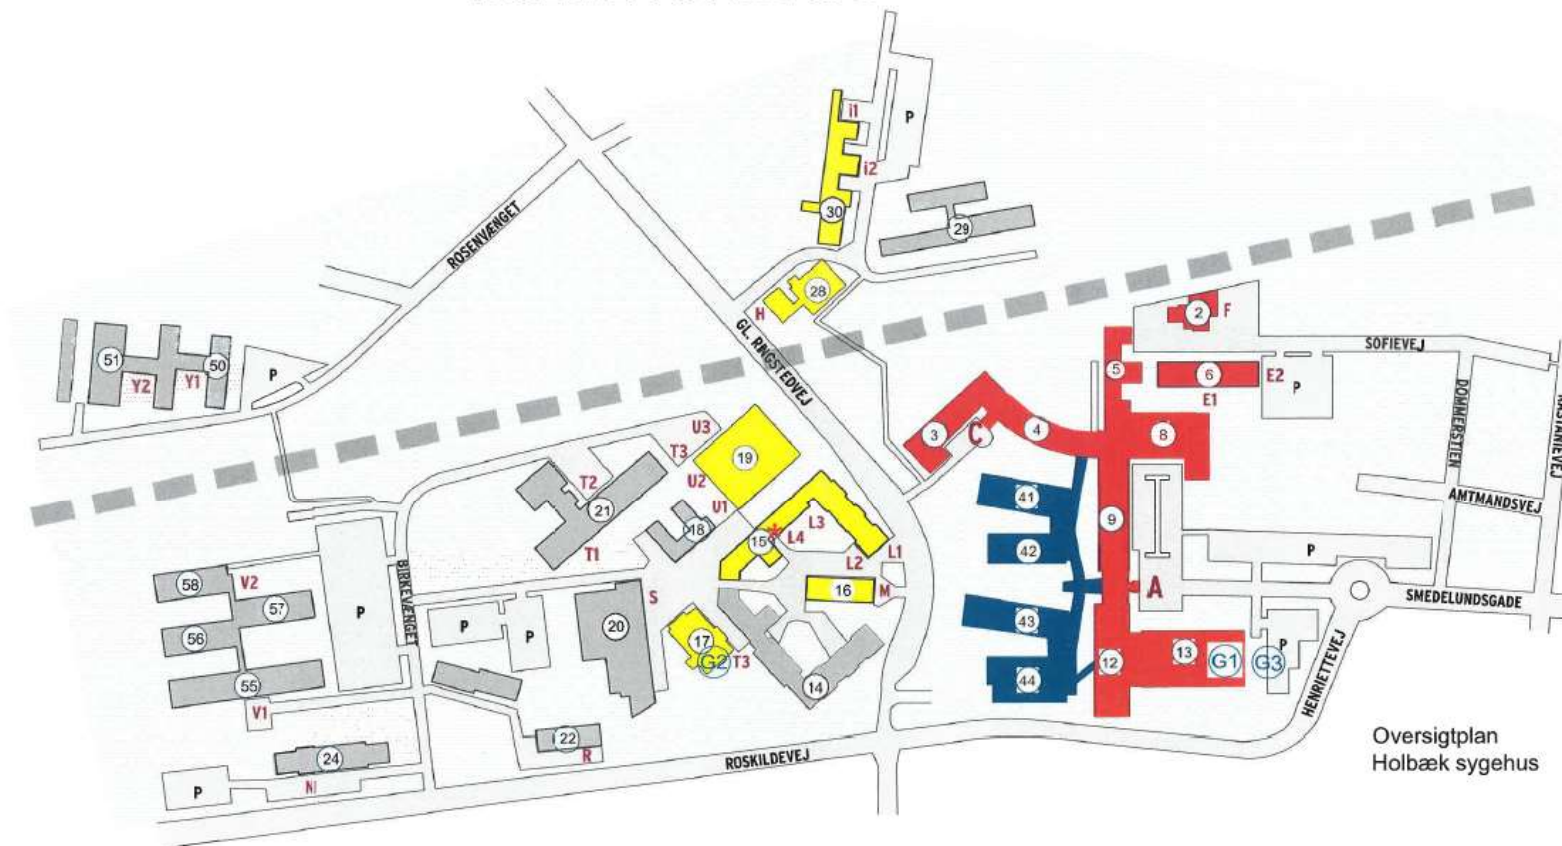 i1
P
i2
30
29
ROSENVÆNGET
28
H
2
F
GL. RINGSTEDVEJ
SOFIEVEJ
51
50
P
Y2
Y1
5
6
E2
P
E1
DOMMERSTIEN
U3
3
C
4
8
T3
19
T2
U2
21
41
AMTMANDSVEJ
U1
L3
9
18
15
L4
L1
42
P
T1
L2
58
V2
BIRKEVÆNGET
16
M
A
SMEDELUNDSGADE
57
S
P
P
20
43
56
P
17
G2
T3
12
13
G1
G3
P
55
14
44
HENRIETTEVEJ
V1
22
R
24
N
ROSKILDEVEJ
P
Oversigtplan
Holbæk sygehus